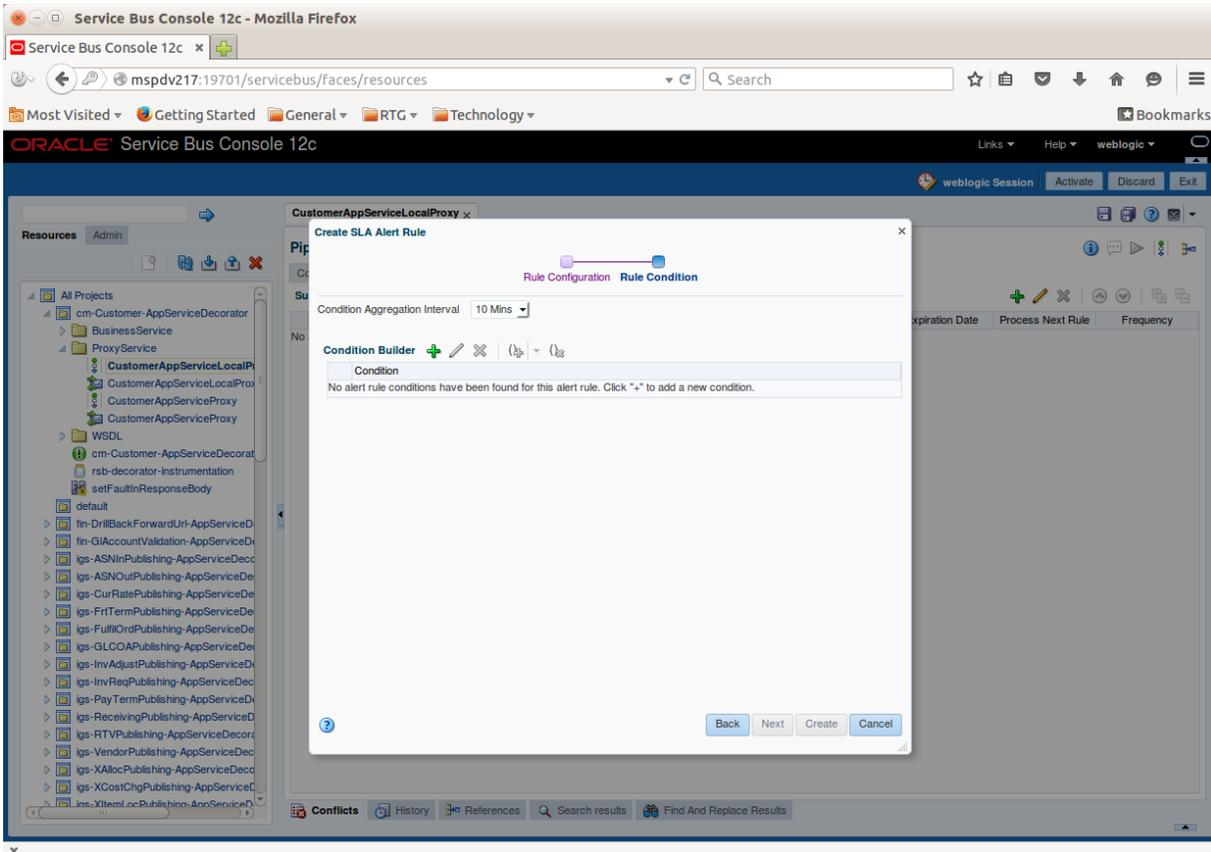 Service Bus Console 12c - Mozilla Firefox
Service Bus Console 12c
mspdv217:19701/servicebus/faces/resources
Search
Most Visited Getting Started General RTG Technology Bookmarks
ORACLE Service Bus Console 12c
Links Help weblogic
weblogic Session Activate Discard Exit
Resources Admin
All Projects
cm-Customer-AppServiceDecorator
BusinessService
ProxyService
CustomerAppServiceLocalP
CustomerAppServiceLocalProx
CustomerAppServiceProxy
CustomerAppServiceProxy
WSDL
cm-Customer-AppServiceDecorat
rsb-decorator-instrumentation
setFaultInResponseBody
default
fin-DrillBackForwardUrl-AppServiceD
fin-GlAccountValidation-AppServiceD
igs-ASNInPublishing-AppServiceDeco
igs-ASNOutPublishing-AppServiceDe
igs-CurRatePublishing-AppServiceDe
igs-FrtTermPublishing-AppServiceDe
igs-FulfilOrdPublishing-AppServiceDe
igs-GLCOAPublishing-AppServiceDe
igs-InvAdjustPublishing-AppServiceD
igs-InvReqPublishing-AppServiceDec
igs-PayTermPublishing-AppServiceD
igs-ReceivingPublishing-AppServiceD
igs-RTVPublishing-AppServiceDecora
igs-VendorPublishing-AppServiceDec
igs-XAllocPublishing-AppServiceDeco
igs-XCostChgPublishing-AppServiceD
igs-XItemLocPublishing-AppServiceD
CustomerAppServiceLocalProxy
Pip
Co
Su
No
Expiration Date Process Next Rule Frequency
Create SLA Alert Rule
Rule Configuration Rule Condition
Condition Aggregation Interval 10 Mins
Condition Builder
Condition
No alert rule conditions have been found for this alert rule. Click "+" to add a new condition.
Back Next Create Cancel
Conflicts History References Search results Find And Replace Results